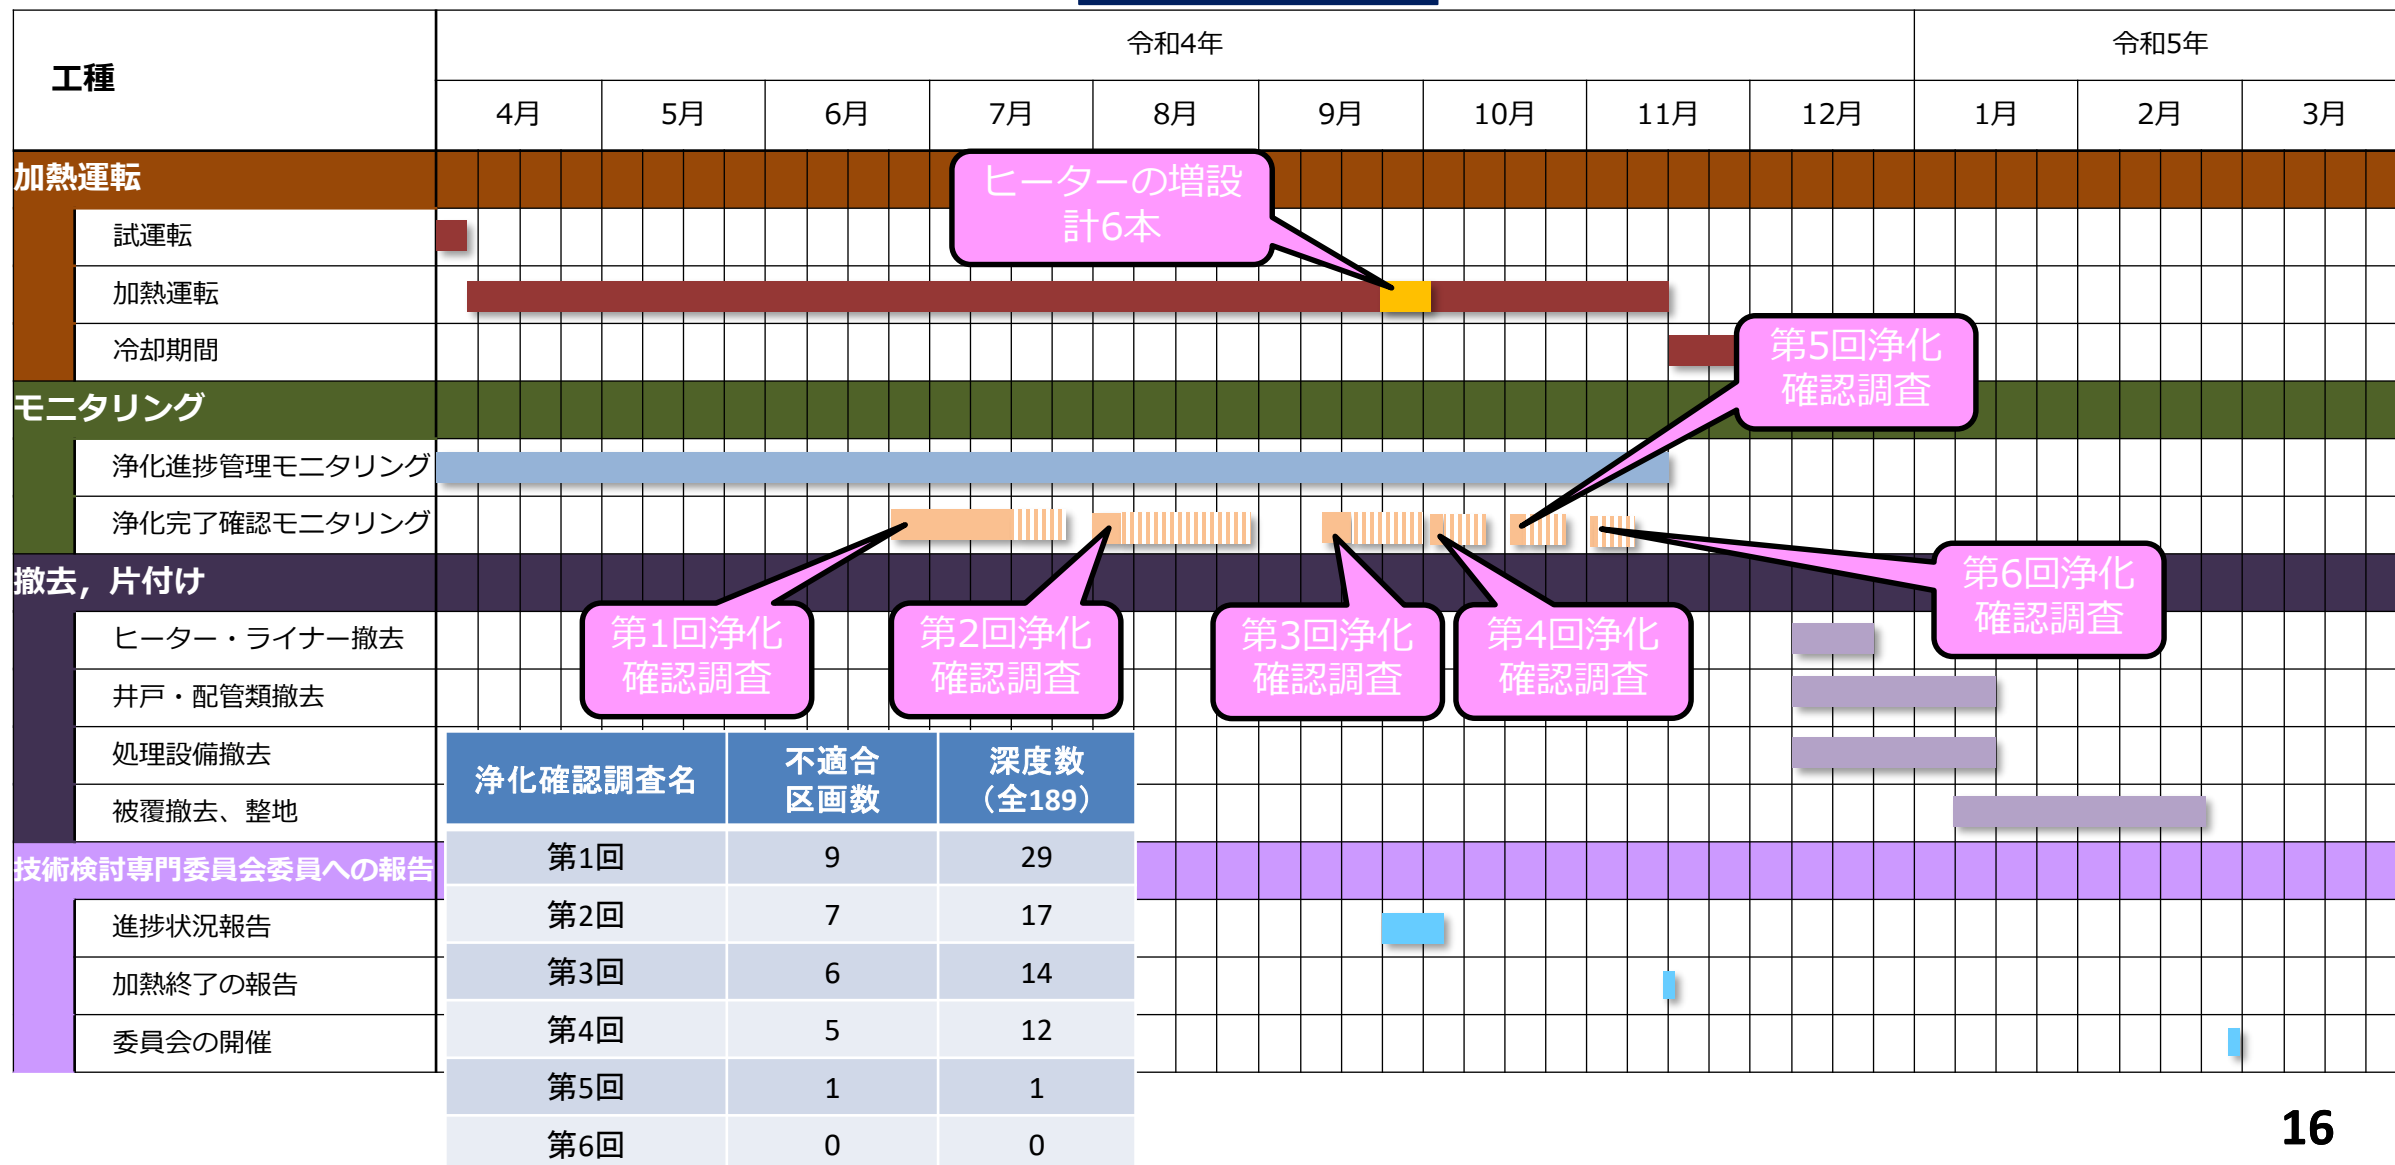 工種
令和4年
令和5年
4月
5月
6月
7月
8月
9月
10月
11月
12月
1月
2月
3月
加熱運転
ヒーターの増設
計6本
試運転
加熱運転
冷却期間
第5回浄化
確認調査
モニタリング
浄化進捗管理モニタリング
浄化完了確認モニタリング
撤去，片付け
第6回浄化
確認調査
ヒーター・ライナー撤去
第1回浄化
確認調査
第2回浄化
確認調査
第3回浄化
確認調査
第4回浄化
確認調査
井戸・配管類撤去
処理設備撤去
被覆撤去、整地
技術検討専門委員会委員への報告
進捗状況報告
加熱終了の報告
委員会の開催
浄化確認調査名
不適合
区画数
深度数
（全189）
第1回 9 29
第2回 7 17
第3回 6 14
第4回 5 12
第5回 1 1
第6回 0 0
16